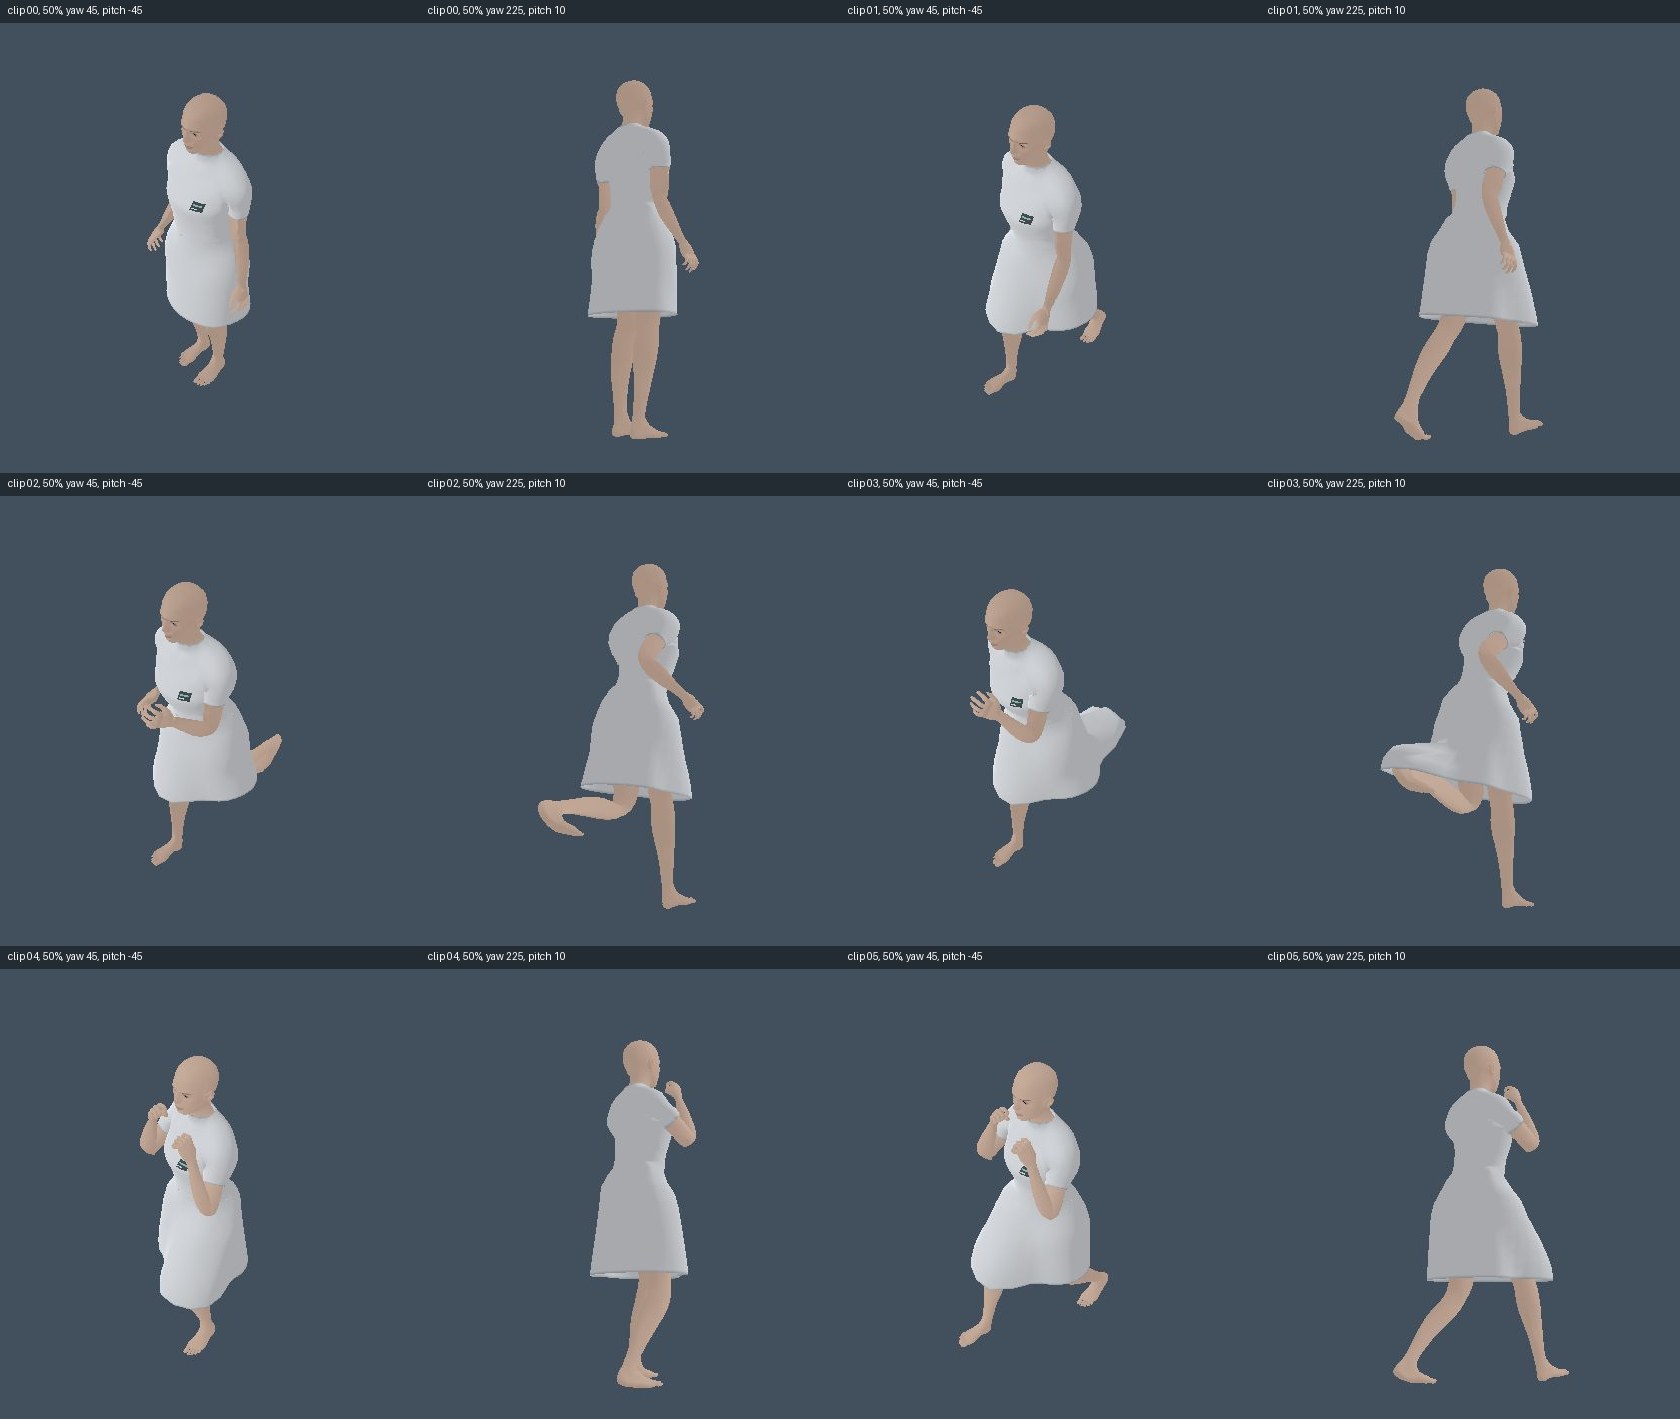 clip00, 50%, yaw 45, pitch -45
clip00, 50%, yaw 225, pitch 10
clip01, 50%, yaw 45, pitch -45
clip01, 50%, yaw 225, pitch 10
clip02, 50%, yaw 45, pitch -45
clip02, 50%, yaw 225, pitch 10
clip03, 50%, yaw 45, pitch -45
clip03, 50%, yaw 225, pitch 10
clip04, 50%, yaw 45, pitch -45
clip04, 50%, yaw 225, pitch 10
clip05, 50%, yaw 45, pitch -45
clip05, 50%, yaw 225, pitch 10